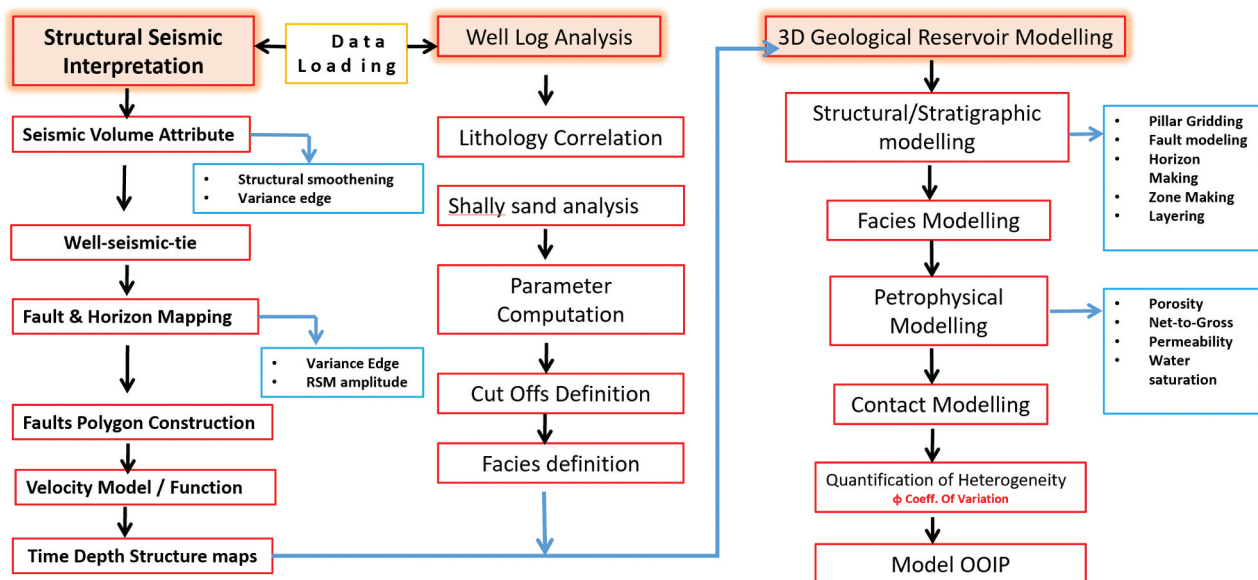 Structural Seismic
Interpretation
Data
Loading
Well Log Analysis
3D Geological Reservoir Modelling
Seismic Volume Attribute
• Structural smoothening
• Variance edge
Well-seismic-tie
Fault & Horizon Mapping
• Variance Edge
• RSM amplitude
Faults Polygon Construction
Velocity Model / Function
Time Depth Structure maps
Lithology Correlation
Shally sand analysis
Parameter
Computation
Cut Offs Definition
Facies definition
Structural/Stratigraphic
modelling
• Pillar Gridding
• Fault modeling
• Horizon
Making
• Zone Making
• Layering
Facies Modelling
Petrophysical
Modelling
• Porosity
• Net-to-Gross
• Permeability
• Water
saturation
Contact Modelling
Quantification of Heterogeneity
ф Coeff. Of Variation
Model OOIP